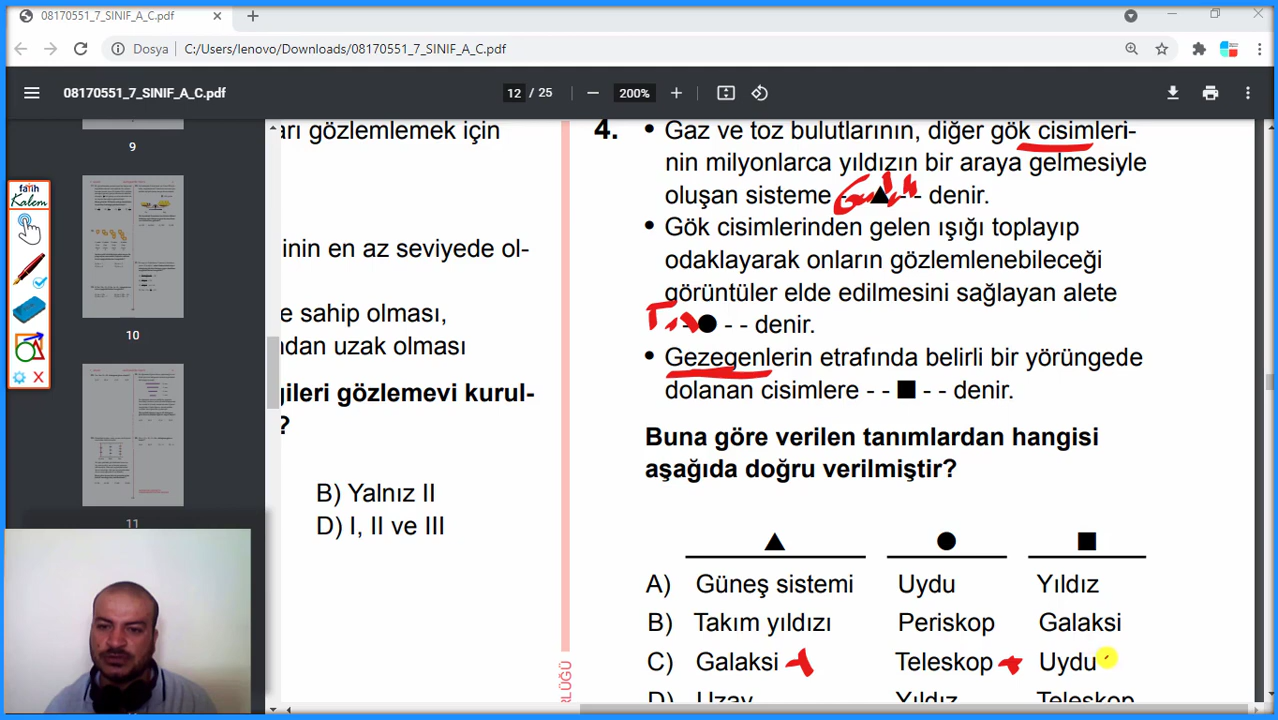 08170551_7_SINIF_A_C.pdf
Dosya
C:/Users/lenovo/Downloads/08170551_7_SINIF_A_C.pdf
08170551_7_SINIF_A_C.pdf
12 / 25
200%
9
10
11
fatih
Kalem
arı gözlemlemek için
inin en az seviyede ol-
e sahip olması,
ndan uzak olması
gileri gözlemevi kurul-
?
B) Yalnız II
D) I, II ve III
RLÜĞÜ
4. • Gaz ve toz bulutlarının, diğer gök cisimleri-
nin milyonlarca yıldızın bir araya gelmesiyle
oluşan sisteme - - ▲ - - denir.
• Gök cisimlerinden gelen ışığı toplayıp
odaklayarak onların gözlemlenebileceği
görüntüler elde edilmesini sağlayan alete
- - ● - - denir.
• Gezegenlerin etrafında belirli bir yörüngede
dolanan cisimlere - - ■ - - denir.
Buna göre verilen tanımlardan hangisi
aşağıda doğru verilmiştir?
▲ ● ■
A) Güneş sistemi Uydu Yıldız
B) Takım yıldızı Periskop Galaksi
C) Galaksi Teleskop Uydu
D) Uzay Yıldız Teleskop